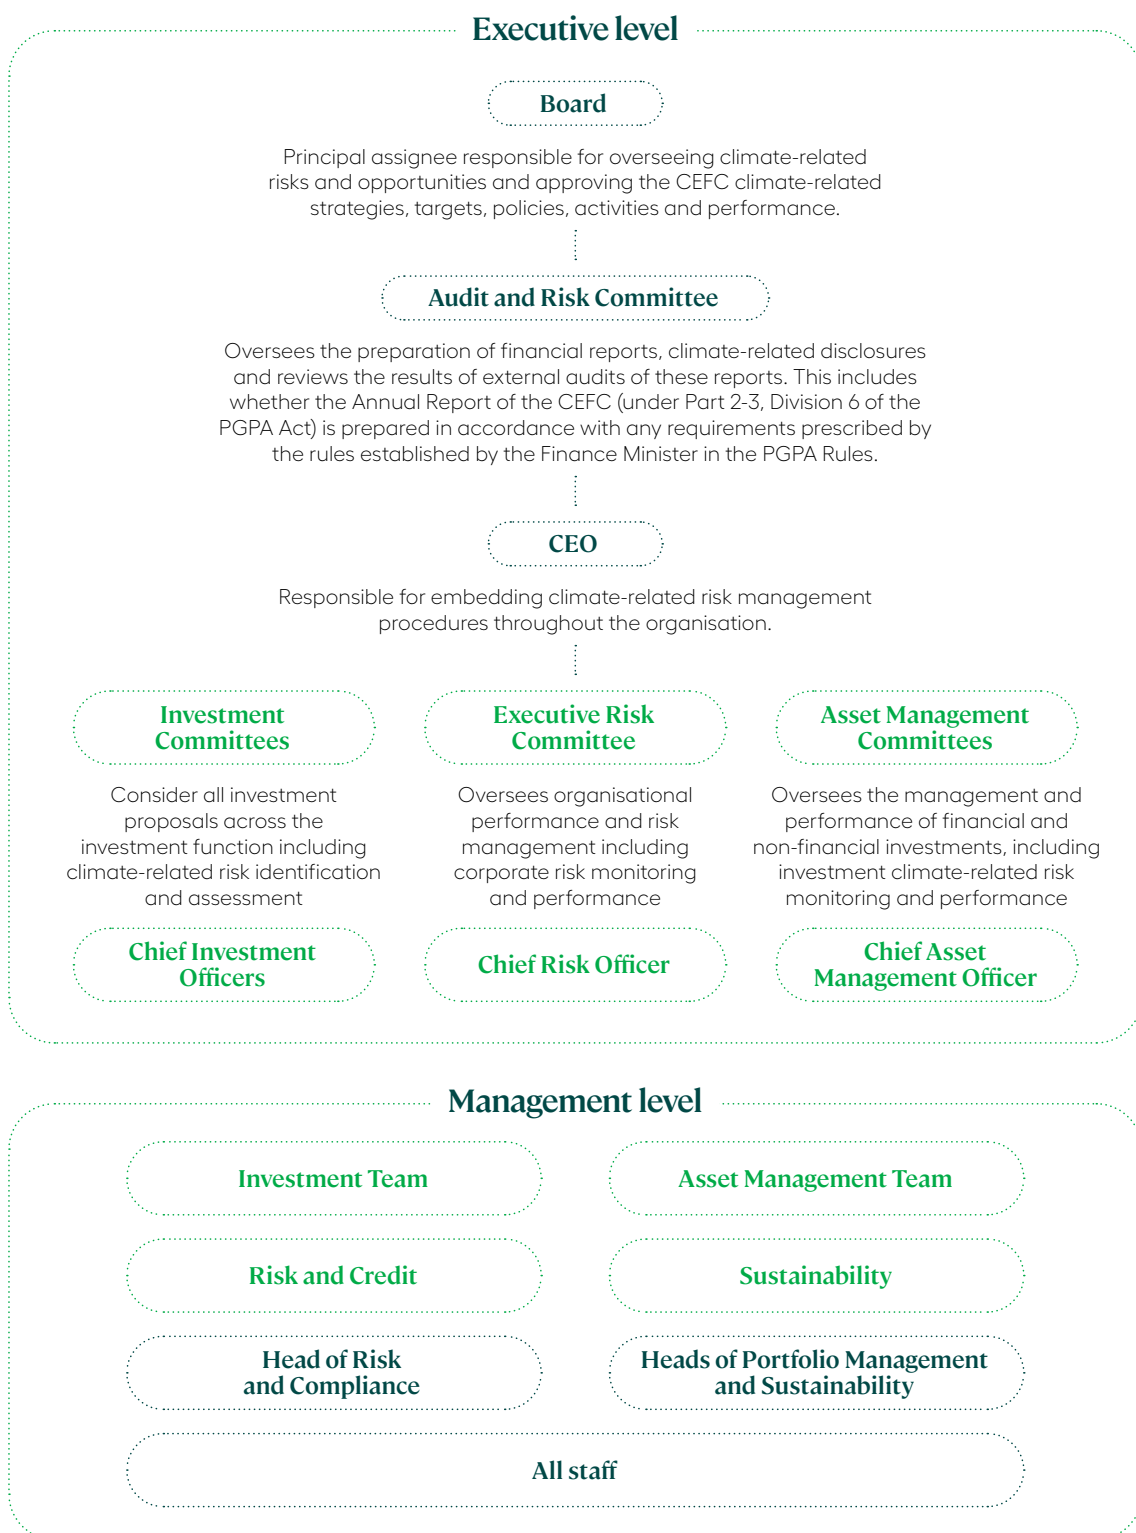 Executive level
Board
Principal assignee responsible for overseeing climate-related
risks and opportunities and approving the CEFC climate-related
strategies, targets, policies, activities and performance.
Audit and Risk Committee
Oversees the preparation of financial reports, climate-related disclosures
and reviews the results of external audits of these reports. This includes
whether the Annual Report of the CEFC (under Part 2-3, Division 6 of the
PGPA Act) is prepared in accordance with any requirements prescribed by
the rules established by the Finance Minister in the PGPA Rules.
CEO
Responsible for embedding climate-related risk management
procedures throughout the organisation.
Investment
Committees
Consider all investment
proposals across the
investment function including
climate-related risk identification
and assessment
Chief Investment
Officers
Executive Risk
Committee
Oversees organisational
performance and risk
management including
corporate risk monitoring
and performance
Chief Risk Officer
Asset Management
Committees
Oversees the management and
performance of financial and
non-financial investments, including
investment climate-related risk
monitoring and performance
Chief Asset
Management Officer
Management level
Investment Team
Asset Management Team
Risk and Credit
Sustainability
Head of Risk
and Compliance
Heads of Portfolio Management
and Sustainability
All staff